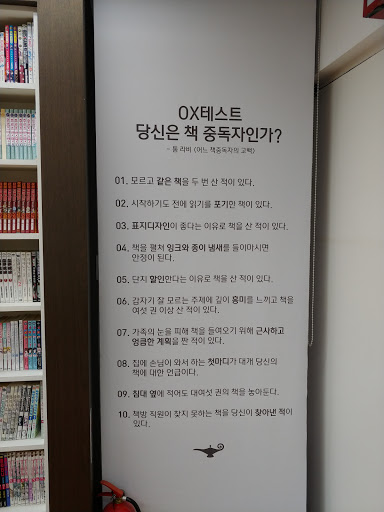 OX테스트
당신은 책 중독자인가?
- 톰 라비 <어느 책중독자의 고백>
01. 모르고 같은 책을 두 번 산 적이 있다.
02. 시작하기도 전에 읽기를 포기한 책이 있다.
03. 표지디자인이 좋다는 이유로 책을 산 적이 있다.
04. 책을 펼쳐 잉크와 종이 냄새를 들이마시면
안정이 된다.
05. 단지 할인한다는 이유로 책을 산 적이 있다.
06. 갑자기 잘 모르는 주제에 깊이 흥미를 느끼고 책을
여섯 권 이상 산 적이 있다.
07. 가족의 눈을 피해 책을 들여오기 위해 근사하고
엉큼한 계획을 짠 적이 있다.
08. 집에 손님이 와서 하는 첫마디가 대개 당신의
책에 대한 언급이다.
09. 침대 옆에 적어도 대여섯 권의 책을 놓아둔다.
10. 책방 직원이 찾지 못하는 책을 당신이 찾아낸 적이
있다.